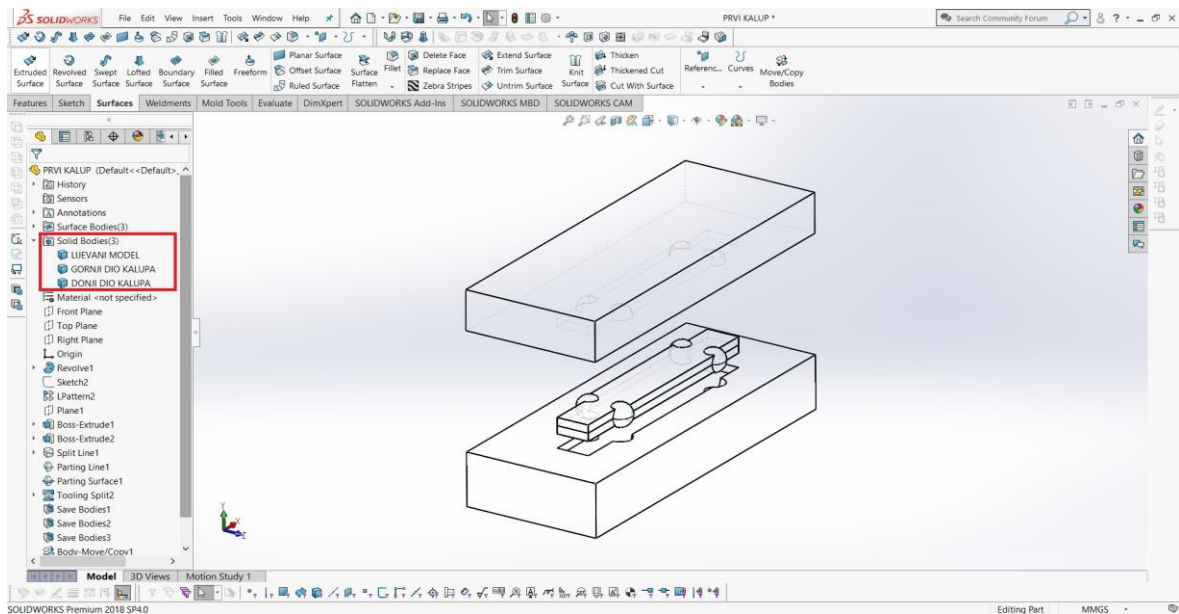 SOLIDWORKS File Edit View Insert Tools Window Help PRVI KALUP * Search Community Forum
Extruded Surface
Revolved Surface
Swept Surface
Lofted Surface
Boundary Surface
Filled Surface
Freeform
Planar Surface
Offset Surface
Ruled Surface
Surface Flatten
Fillet
Delete Face
Replace Face
Zebra Stripes
Extend Surface
Trim Surface
Untrim Surface
Knit Surface
Thicken
Thickened Cut
Cut With Surface
Referenc...
Curves
Move/Copy Bodies
Features Sketch Surfaces Weldments Mold Tools Evaluate DimXpert SOLIDWORKS Add-Ins SOLIDWORKS MBD SOLIDWORKS CAM
PRVI KALUP (Default<<Default>_
History
Sensors
Annotations
Surface Bodies(3)
Solid Bodies(3)
LIJEVANI MODEL
GORNJI DIO KALUPA
DONJI DIO KALUPA
Material <not specified>
Front Plane
Top Plane
Right Plane
Origin
Revolve1
Sketch2
LPattern2
Plane1
Boss-Extrude1
Boss-Extrude2
Split Line1
Parting Line1
Parting Surface1
Tooling Split2
Save Bodies1
Save Bodies2
Save Bodies3
Body-Move/Copy1
Y
X
Z
Model 3D Views Motion Study 1
SOLIDWORKS Premium 2018 SP4.0 Editing Part MMGS